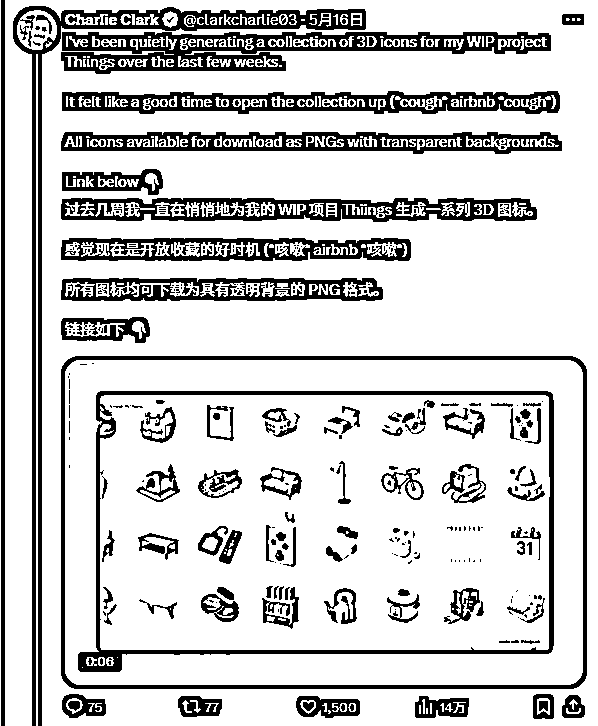 Charlie Clark @clarkcharlie03 · 5月16日
I've been quietly generating a collection of 3D icons for my WIP project
Thiings over the last few weeks.
It felt like a good time to open the collection up (*cough* airbnb *cough*)
All icons available for download as PNGs with transparent backgrounds.
Link below
过去几周我一直在悄悄地为我的 WIP 项目 Thiings 生成一系列 3D 图标。
感觉现在是开放收藏的好时机 (*咳嗽* airbnb *咳嗽*)
所有图标均可下载为具有透明背景的 PNG 格式。
链接如下
31
0:06
75 77 1,500 14万